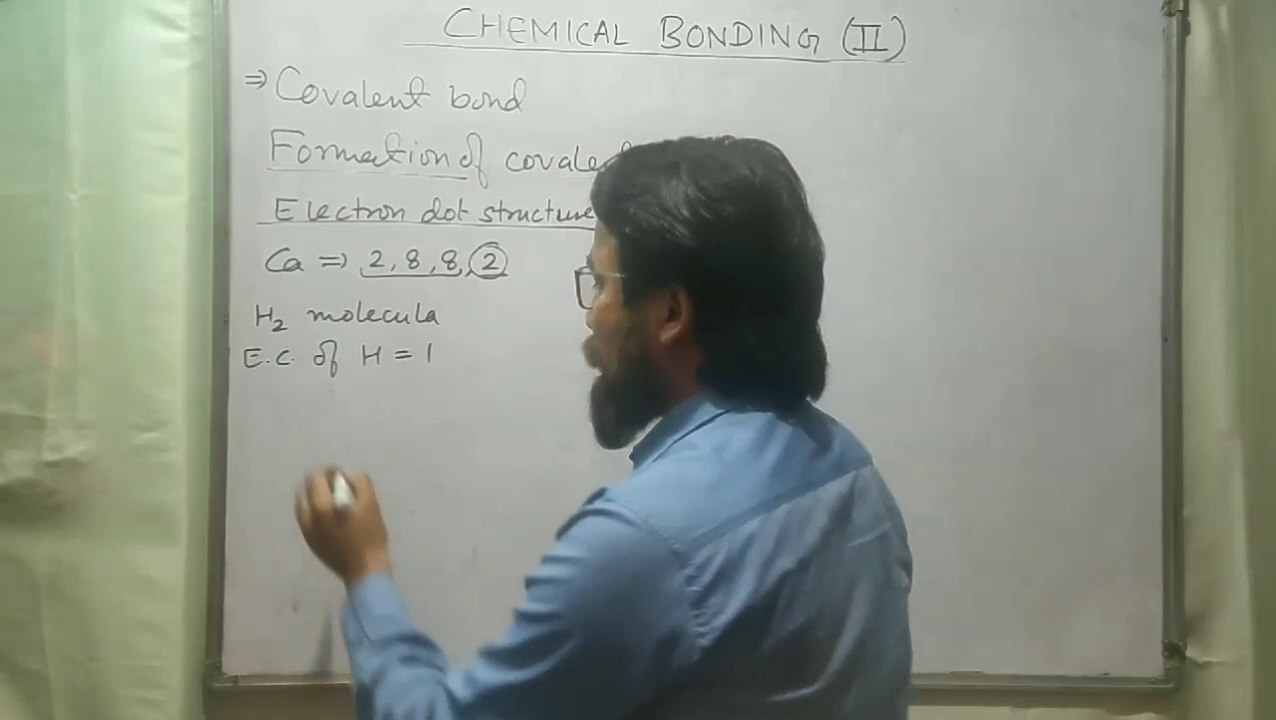 CHEMICAL BONDING (II)
⇒ Covalent bond
Formation of covale
Electron dot structure
Ca ⇒ 2, 8, 8, 2
H₂ molecula
E.C. of H = 1